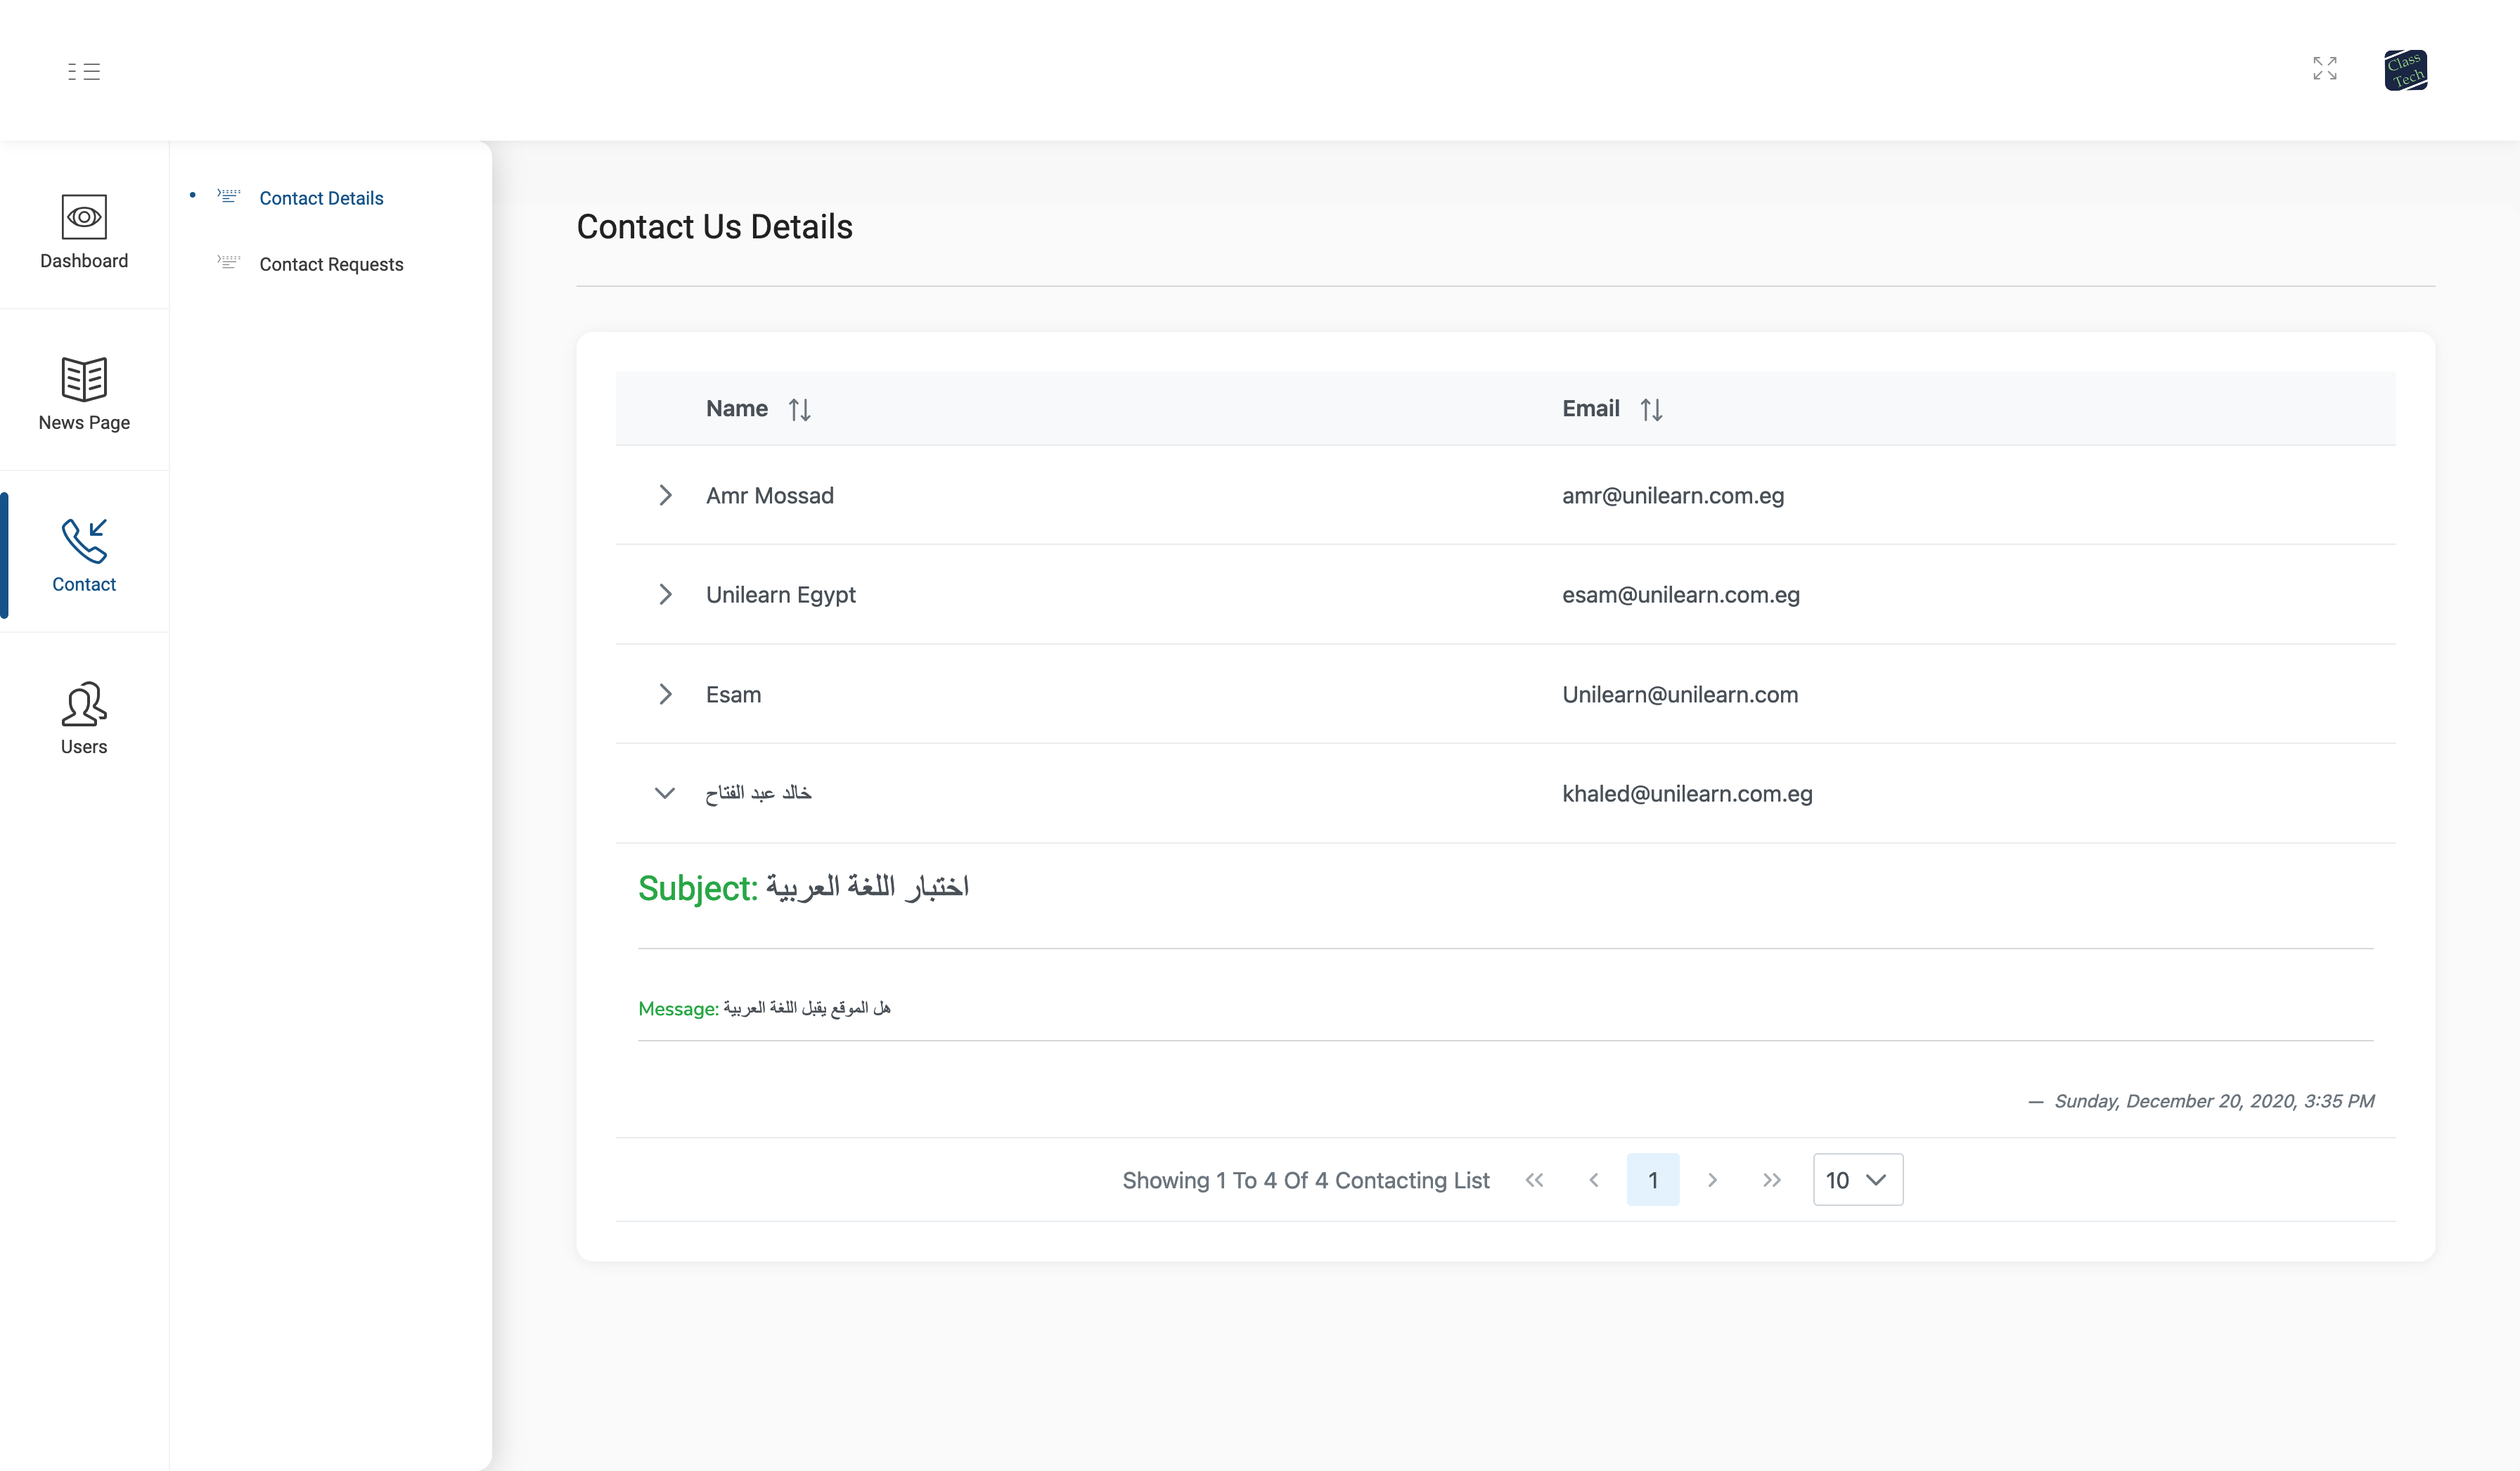 Class
Tech
Dashboard
News Page
Contact
Users
Contact Details
Contact Requests
Contact Us Details
Name Email
Amr Mossad amr@unilearn.com.eg
Unilearn Egypt esam@unilearn.com.eg
Esam Unilearn@unilearn.com
خالد عبد الفتاح khaled@unilearn.com.eg
Subject: اختبار اللغة العربية
Message: هل الموقع يقبل اللغة العربية
— Sunday, December 20, 2020, 3:35 PM
Showing 1 To 4 Of 4 Contacting List 1 10